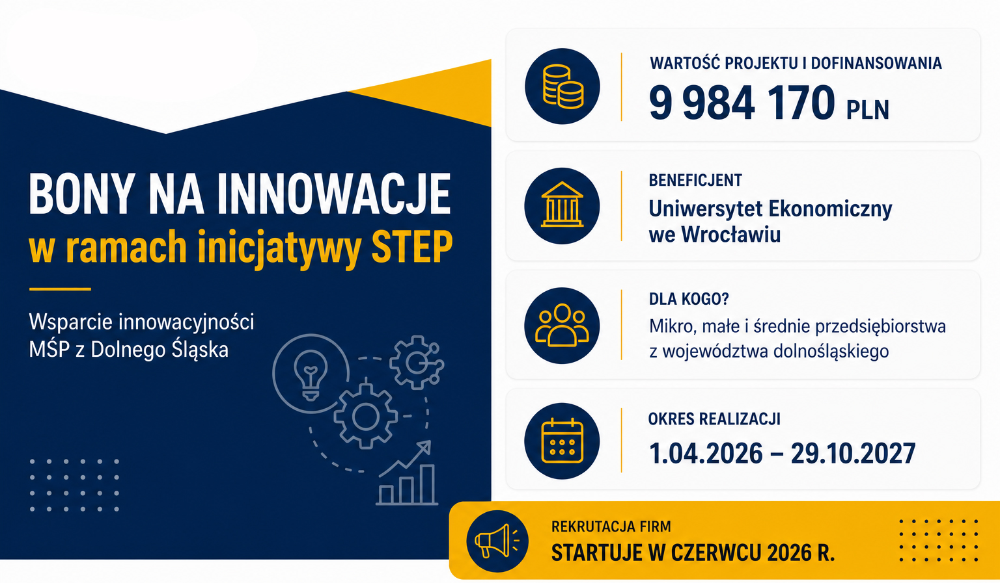 BONY NA INNOWACJE
w ramach inicjatywy STEP
Wsparcie innowacyjności
MŚP z Dolnego Śląska
WARTOŚĆ PROJEKTU I DOFINANSOWANIA
9 984 170 PLN
BENEFICJENT
Uniwersytet Ekonomiczny
we Wrocławiu
DLA KOGO?
Mikro, małe i średnie przedsiębiorstwa
z województwa dolnośląskiego
OKRES REALIZACJI
1.04.2026 – 29.10.2027
REKRUTACJA FIRM
STARTUJE W CZERWCU 2026 R.